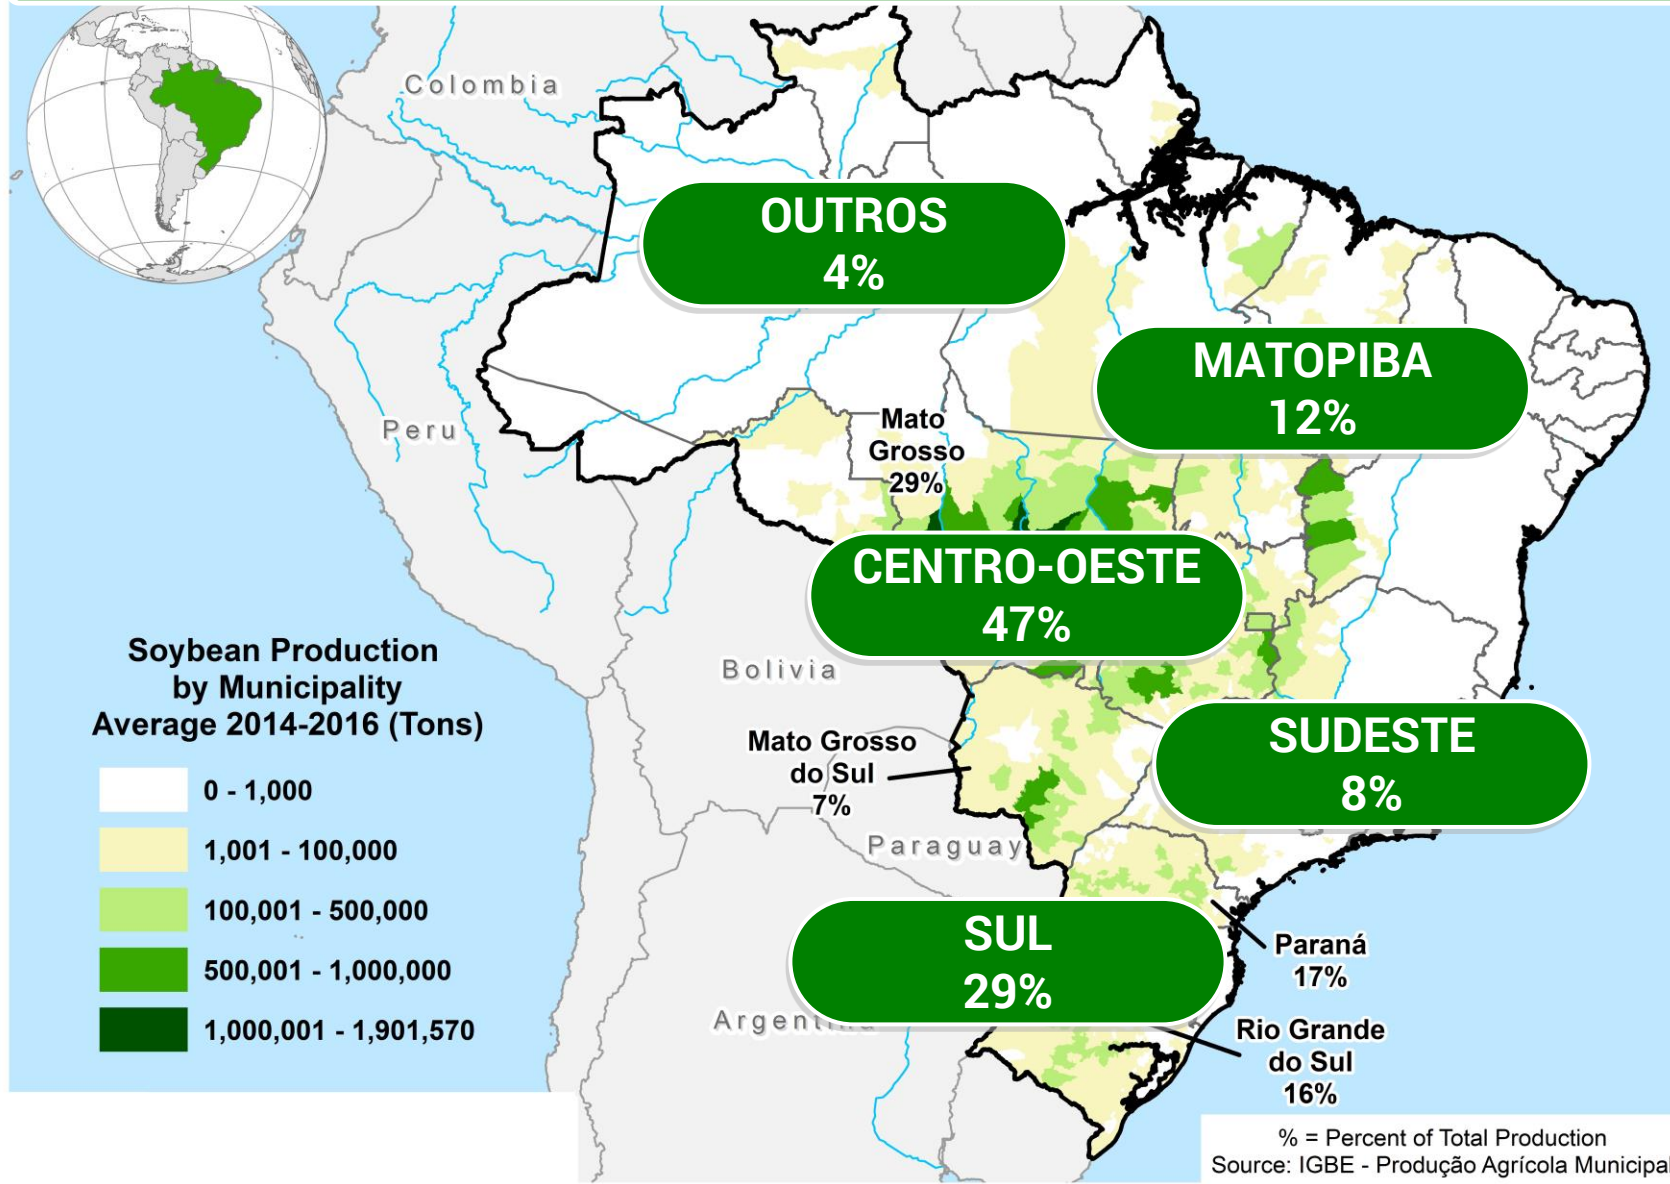 Colombia
OUTROS
4%
MATOPIBA
12%
Peru
Mato
Grosso
29%
CENTRO-OESTE
47%
Bolivia
Soybean Production
by Municipality
Average 2014-2016 (Tons)
0 - 1,000
1,001 - 100,000
100,001 - 500,000
500,001 - 1,000,000
1,000,001 - 1,901,570
SUDESTE
8%
Mato Grosso
do Sul
7%
Paraguay
SUL
29%
Paraná
17%
Argentina
Rio Grande
do Sul
16%
% = Percent of Total Production
Source: IGBE - Produção Agrícola Municipal